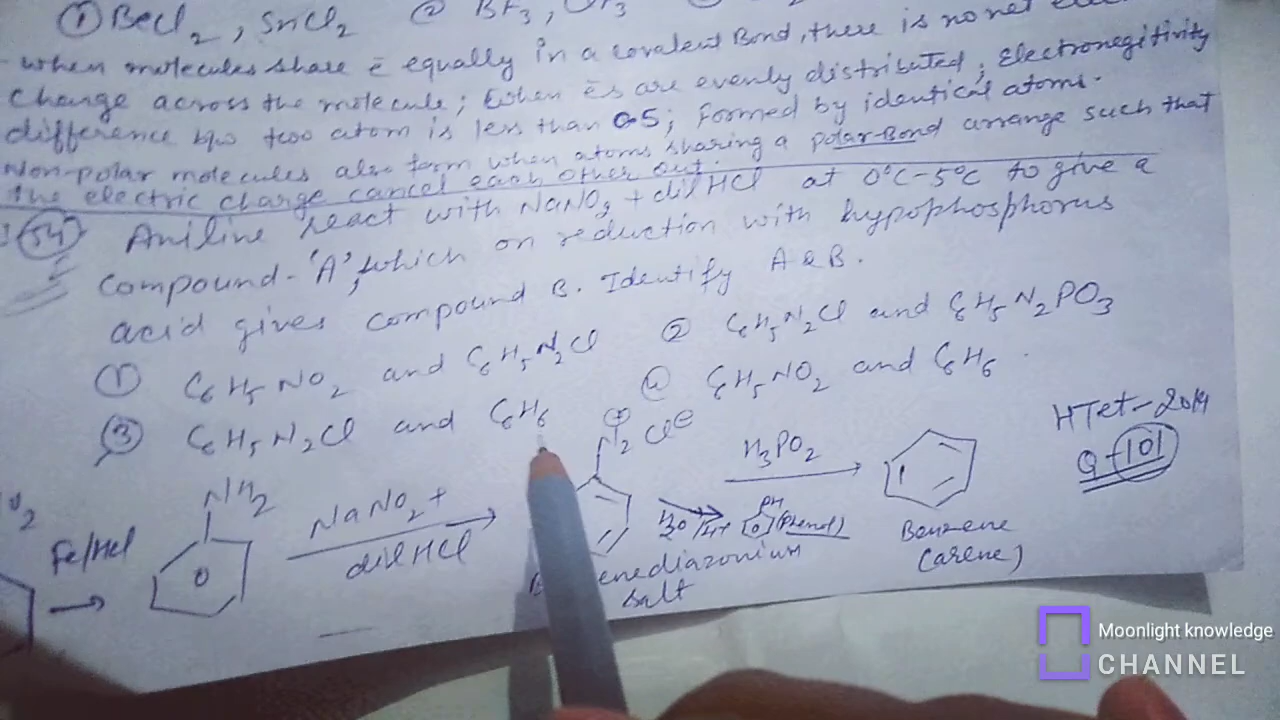 ① BeCl2, SnCl2 ② BF3,
when molecules share ē equally in a covalent Bond, there is no net
Charge across the molecule; when ēs are evenly distributed; Electronegitivity
difference b/w two atom is less than 0.5; Formed by identical atoms.
Non-polar molecules also form when atoms sharing a polar Bond arrange such that
the electric charge cancel each other out.
54 Aniline react with NaNO2 + dil HCl at 0°C-5°C to give a
compound-'A', which on reduction with hypophosphorus
acid gives compound B. Identify A & B.
① C6H5NO2 and C6H5N2Cl ② C6H5N2Cl and C6H5N2PO3
③ C6H5N2Cl and C6H6 ④ C6H5NO2 and C6H6.
HTet-2019
Q-101
Fe/HCl
NH2
NaNO2 +
dil HCl
N2 Cl⊖
⊕
H3PO2
H2O/H+
OH
(Phenol)
diazonium
salt
Benzene
(arene)
Moonlight knowledge
CHANNEL